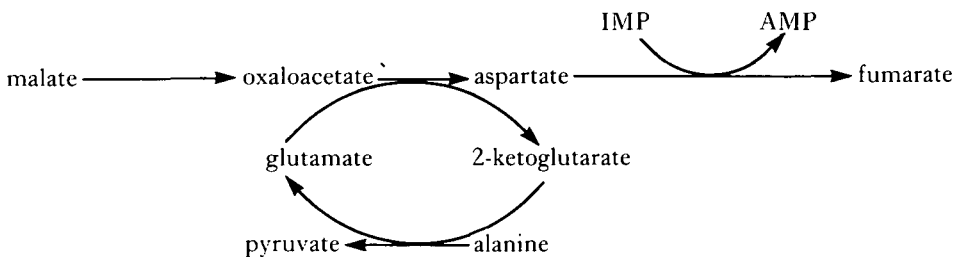 IMP AMP
malate oxaloacetate aspartate fumarate
glutamate 2-ketoglutarate
pyruvate alanine